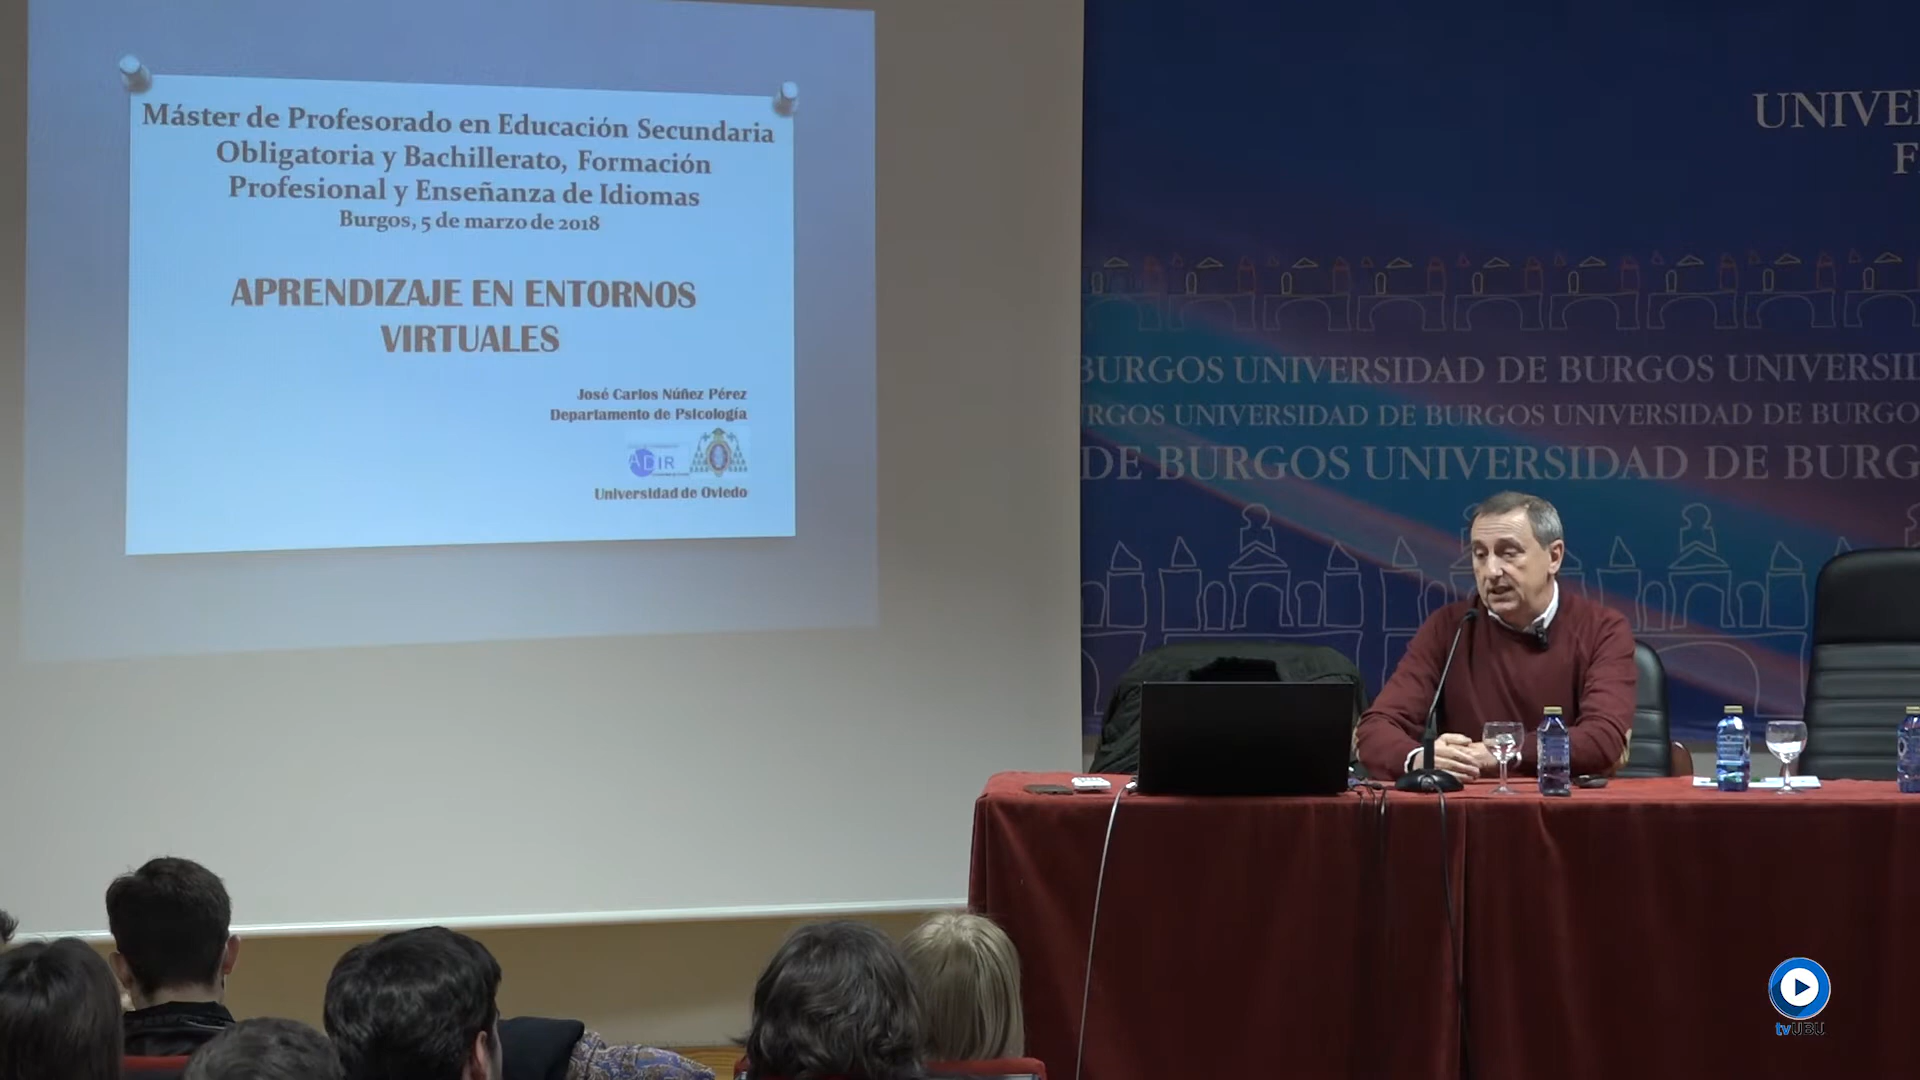 Máster de Profesorado en Educación Secundaria
Obligatoria y Bachillerato, Formación
Profesional y Enseñanza de Idiomas
Burgos, 5 de marzo de 2018
APRENDIZAJE EN ENTORNOS
VIRTUALES
José Carlos Núñez Pérez
Departamento de Psicología
ADIR
Universidad de Oviedo
UNIVE
F
BURGOS UNIVERSIDAD DE BURGOS UNIVERSI
RGOS UNIVERSIDAD DE BURGOS UNIVERSIDAD DE BURGO
DE BURGOS UNIVERSIDAD DE BURG
tvUBU